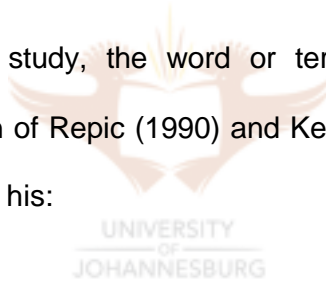 study, the word or ter
n of Repic (1990) and Ke
his:
UNIVERSITY
OF
JOHANNESBURG